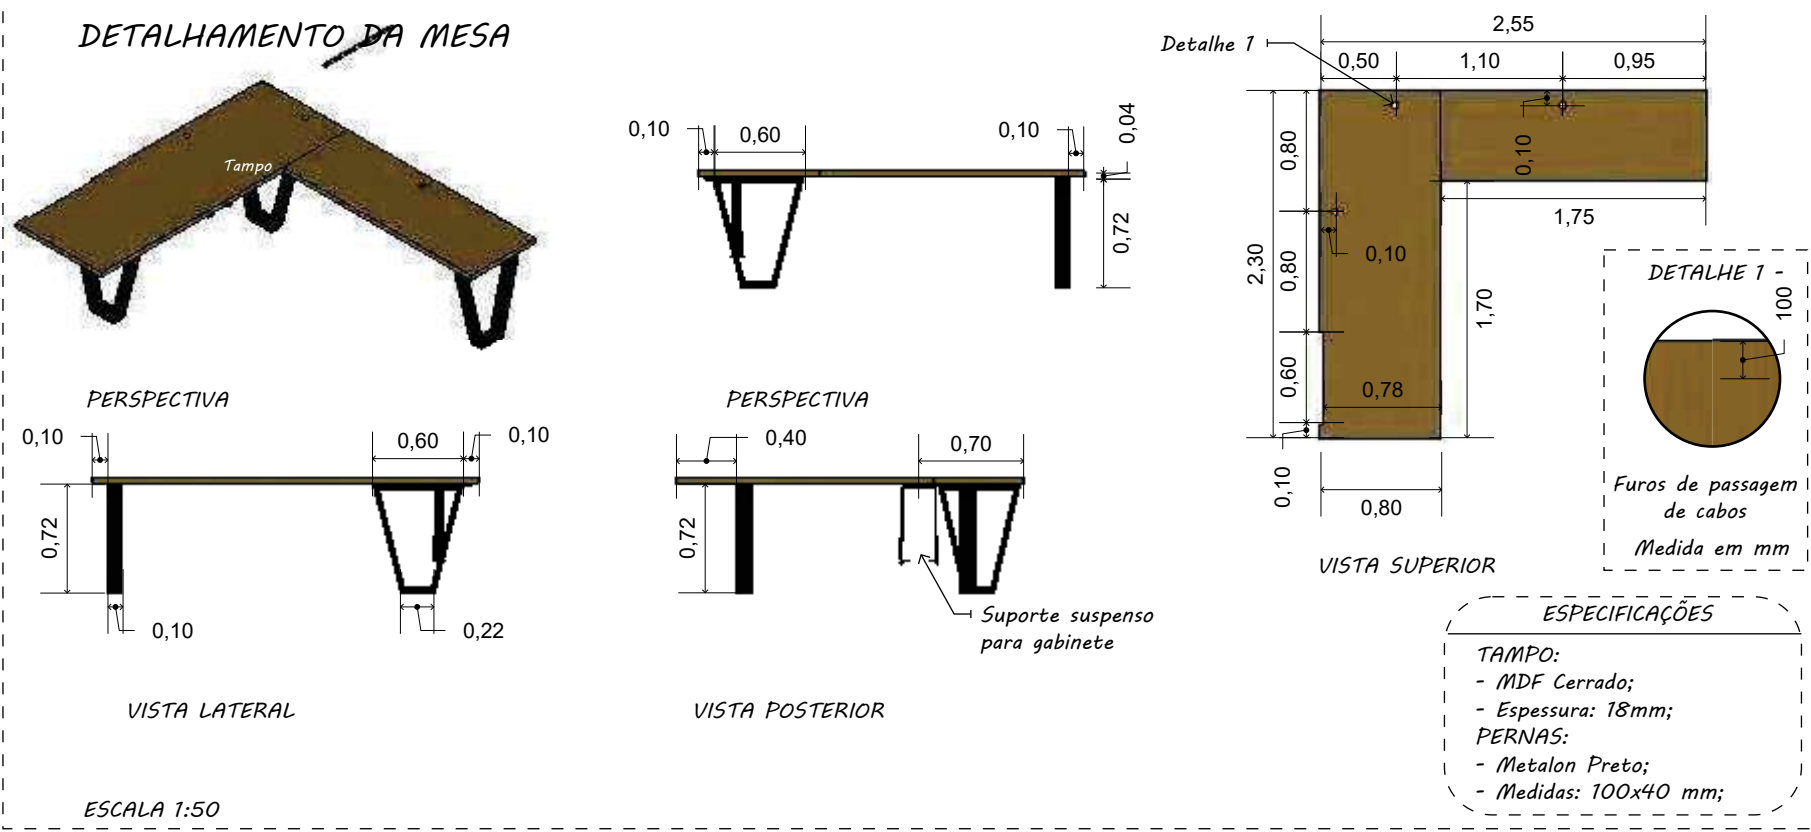 DETALHAMENTO DA MESA
Tampo
PERSPECTIVA
0,10
0,60
0,10
0,04
0,72
PERSPECTIVA
Detalhe 1
2,55
0,50
1,10
0,95
0,80
0,10
1,75
0,10
2,30
0,80
1,70
0,60
0,78
0,10
0,80
VISTA SUPERIOR
DETALHE 1 -
100
Furos de passagem
de cabos
Medida em mm
0,10
0,60
0,10
0,72
0,10
0,22
VISTA LATERAL
0,40
0,70
0,72
Suporte suspenso
para gabinete
VISTA POSTERIOR
ESPECIFICAÇÕES
TAMPO:
- MDF Cerrado;
- Espessura: 18mm;
PERNAS:
- Metalon Preto;
- Medidas: 100x40 mm;
ESCALA 1:50